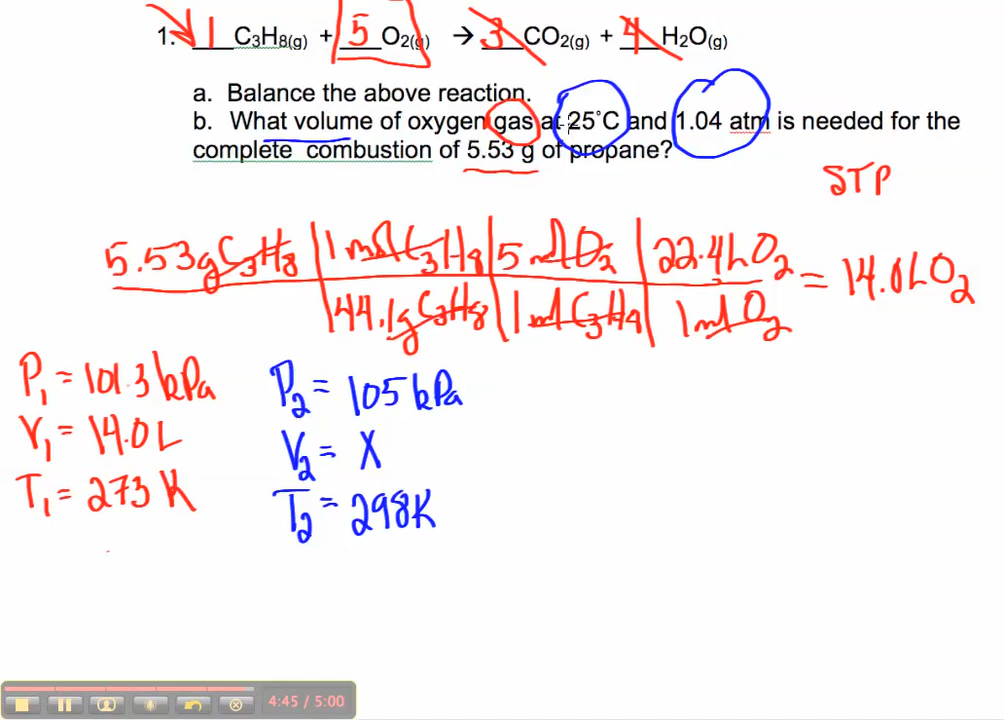 1. 1 C3H8(g) + 5 O2(g) → 3 CO2(g) + 4 H2O(g)
a. Balance the above reaction.
b. What volume of oxygen gas at 25°C and 1.04 atm is needed for the
complete combustion of 5.53 g of propane?
STP
5.53g C3H8 | 1 mol C3H8 | 5 mol O2 | 22.4L O2 = 14.0L O2
44.1g C3H8 | 1 mol C3H8 | 1 mol O2
P1 = 101.3 kPa P2 = 105 kPa
V1 = 14.0 L V2 = X
T1 = 273 K T2 = 298K
4:45 / 5:00